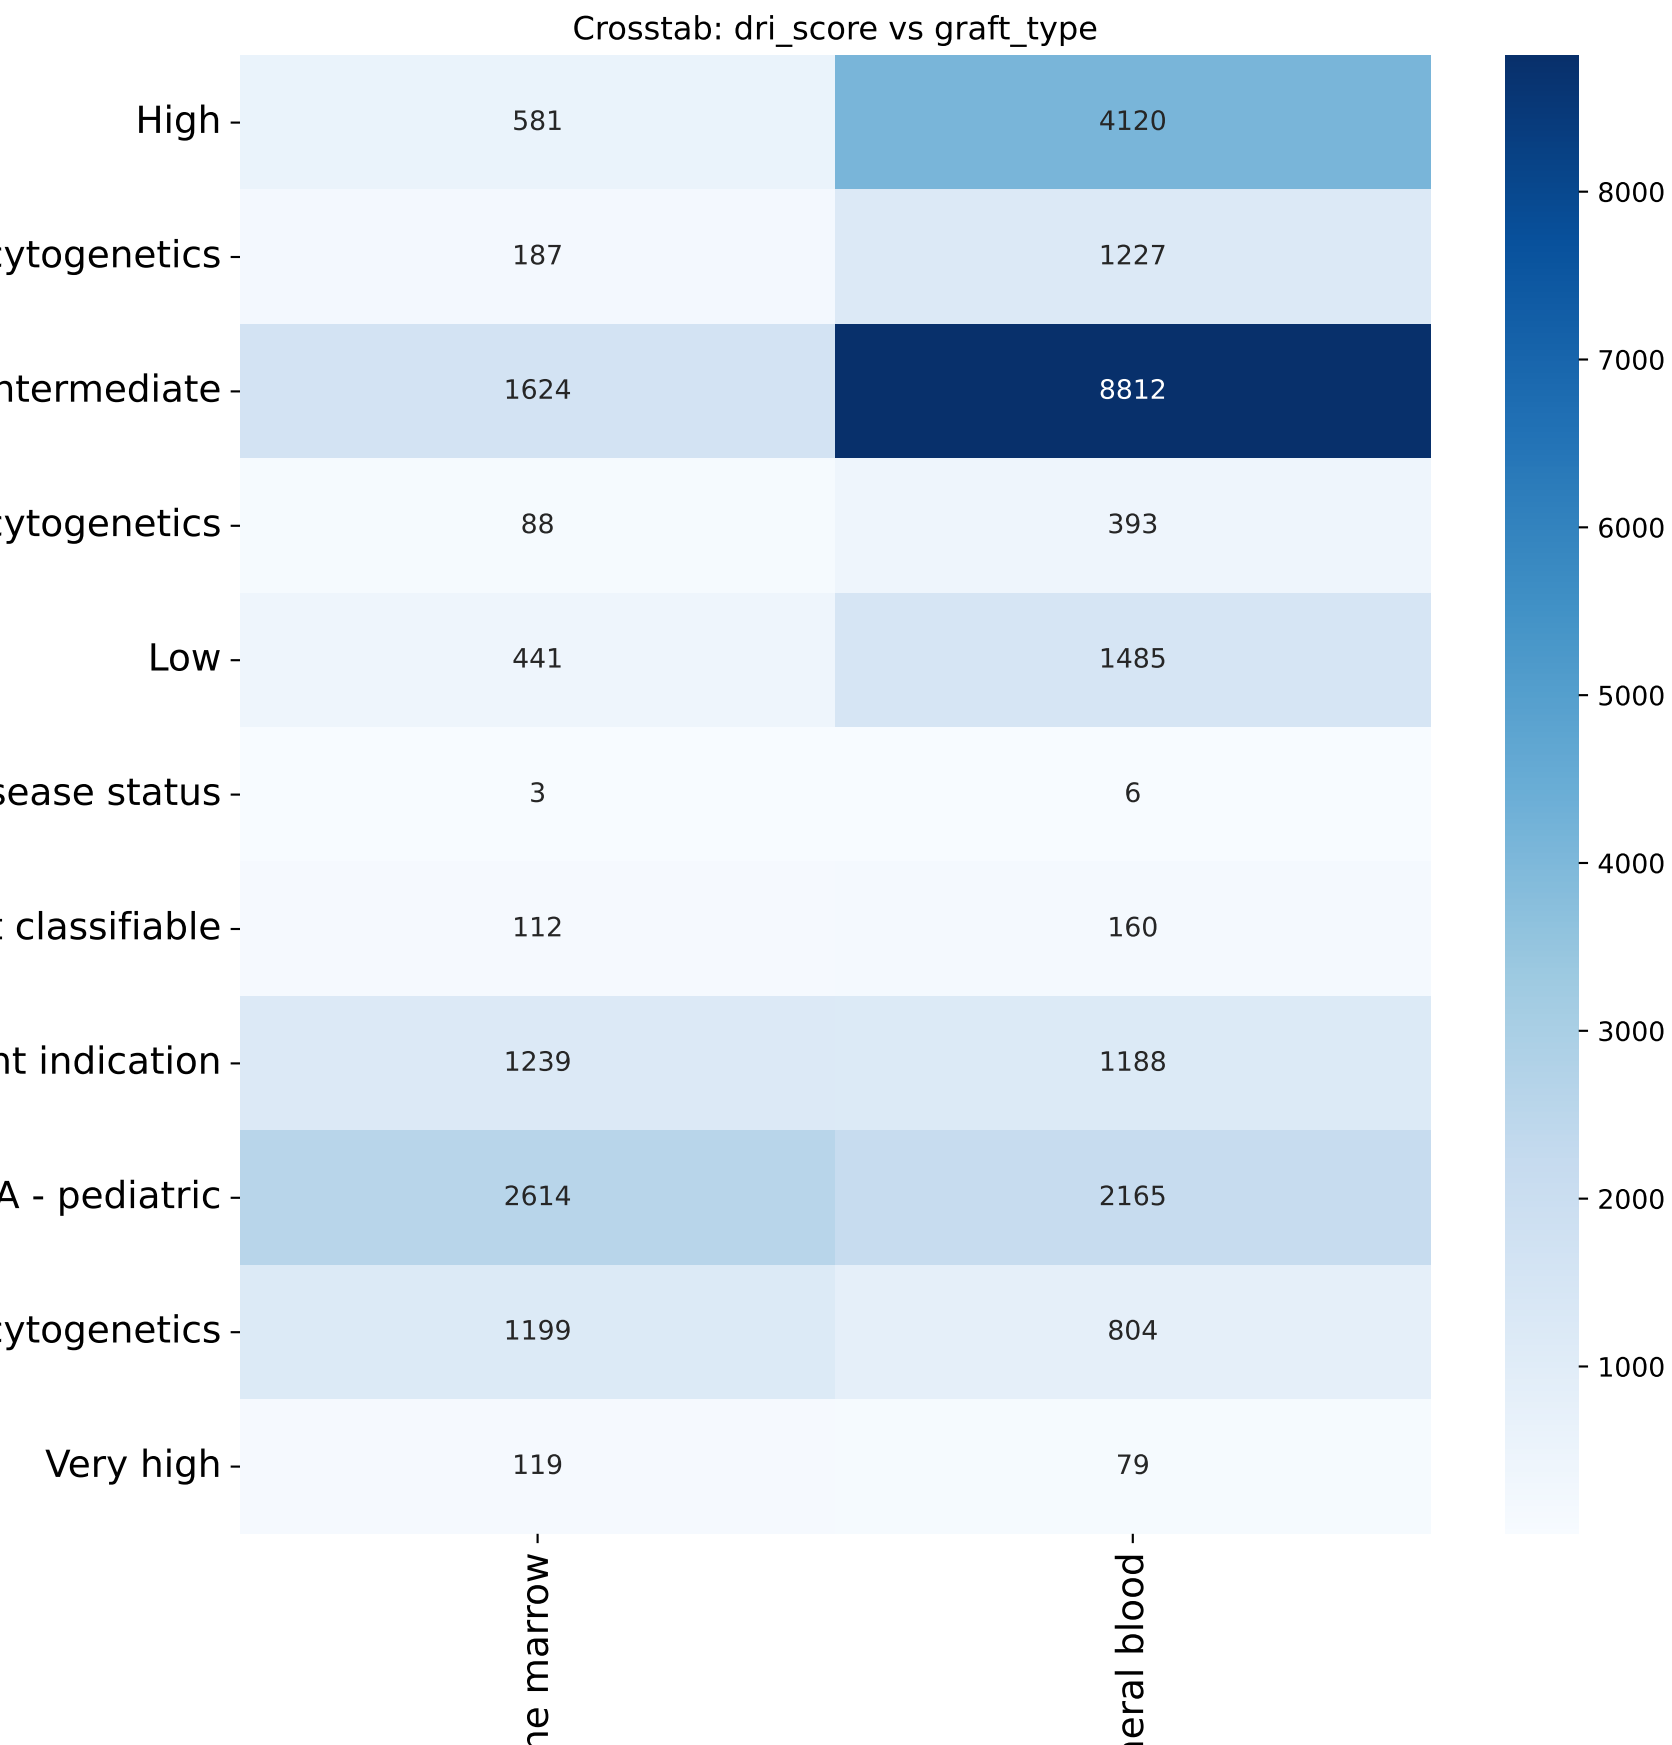 Crosstab: dri_score vs graft_type
High
581
4120
ytogenetics
187
1227
ntermediate
1624
8812
ytogenetics
88
393
Low
441
1485
sease status
3
6
classifiable
112
160
nt indication
1239
1188
A - pediatric
2614
2165
ytogenetics
1199
804
Very high
119
79
ne marrow
eral blood
8000
7000
6000
5000
4000
3000
2000
1000